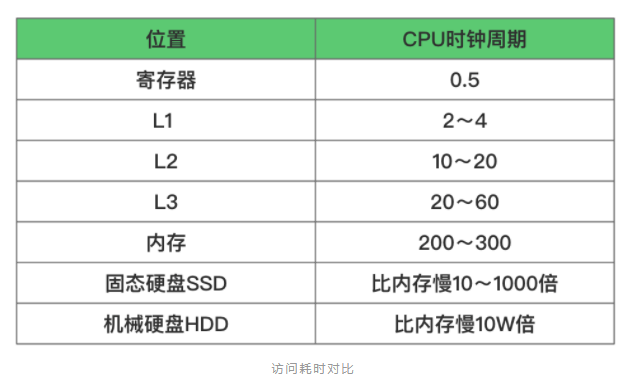 位置 CPU时钟周期
寄存器 0.5
L1 2～4
L2 10～20
L3 20～60
内存 200～300
固态硬盘SSD 比内存慢10～1000倍
机械硬盘HDD 比内存慢10W倍
访问耗时对比